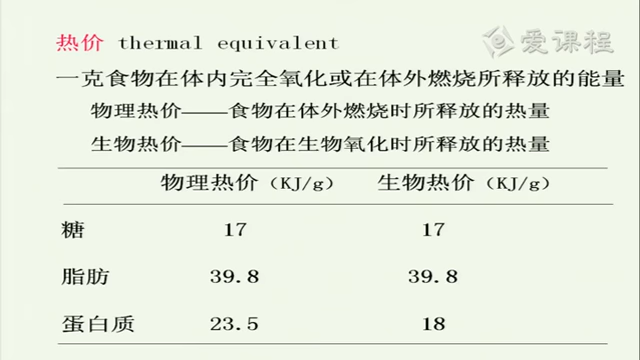 热价 thermal equivalent
爱课程
一克食物在体内完全氧化或在体外燃烧所释放的能量
物理热价——食物在体外燃烧时所释放的热量
生物热价——食物在生物氧化时所释放的热量
物理热价（KJ/g） 生物热价（KJ/g）
糖 17 17
脂肪 39.8 39.8
蛋白质 23.5 18